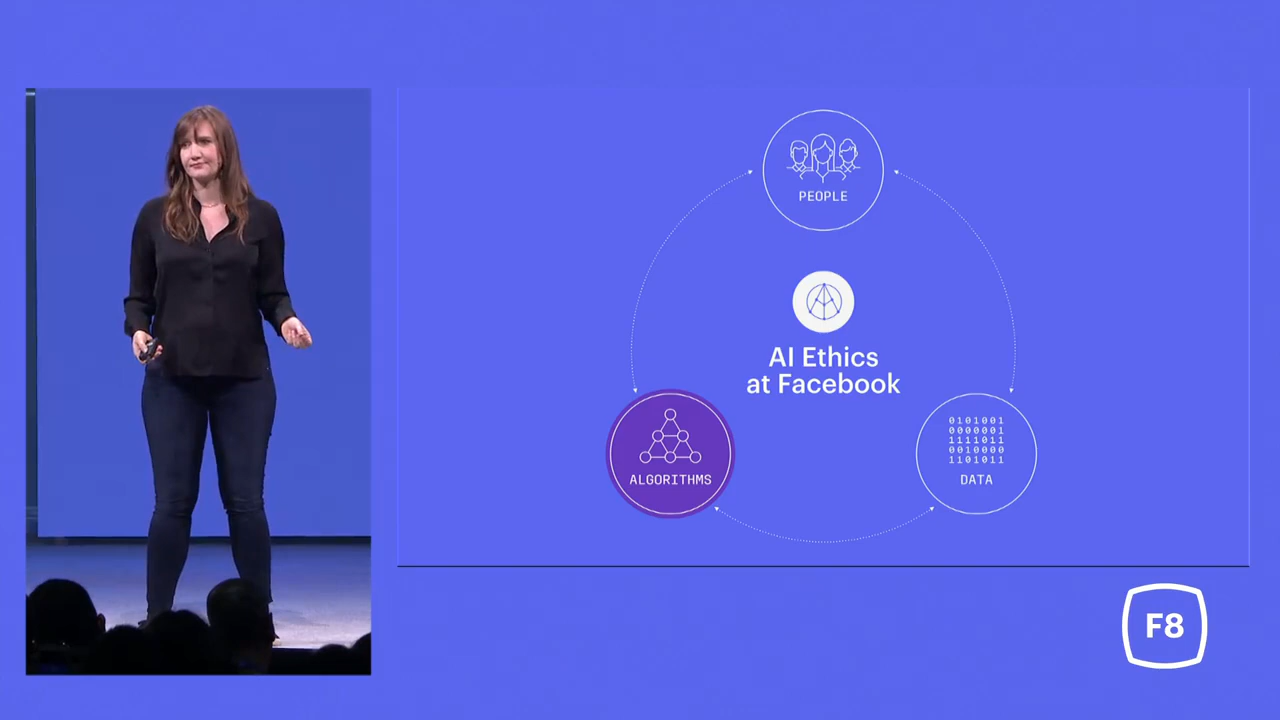 PEOPLE
AI Ethics
at Facebook
ALGORITHMS
0101001
0000001
1111011
0010000
1101011
DATA
F8